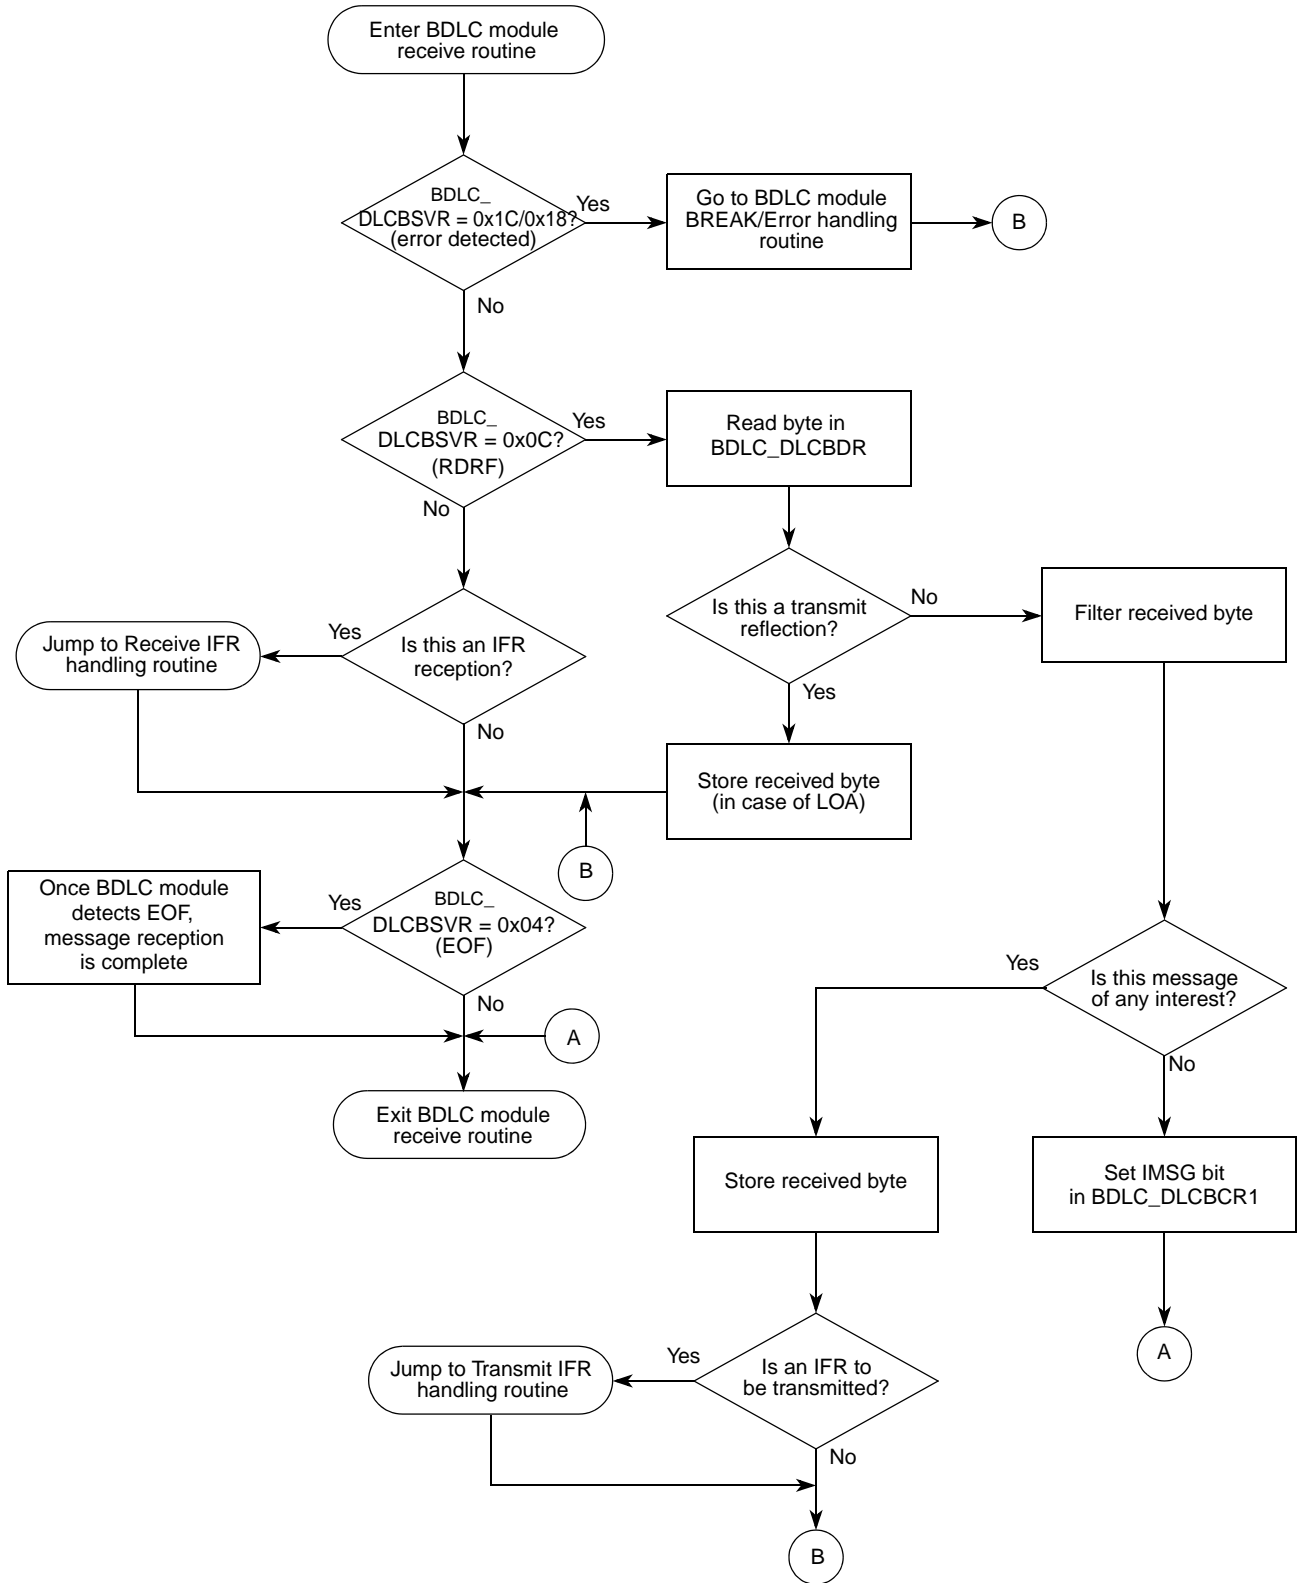 Enter BDLC module
receive routine
BDLC_
DLCBSVR = 0x1C/0x18?
(error detected)
Yes
Go to BDLC module
BREAK/Error handling
routine
B
No
BDLC_
DLCBSVR = 0x0C?
(RDRF)
Yes
Read byte in
BDLC_DLCBDR
No
Is this a transmit
reflection?
No
Filter received byte
Yes
Is this an IFR
reception?
Yes
Jump to Receive IFR
handling routine
No
Store received byte
(in case of LOA)
B
BDLC_
DLCBSVR = 0x04?
(EOF)
Yes
Once BDLC module
detects EOF,
message reception
is complete
No
A
Exit BDLC module
receive routine
Is this message
of any interest?
Yes
No
Store received byte
Set IMSG bit
in BDLC_DLCBCR1
A
Is an IFR to
be transmitted?
Yes
Jump to Transmit IFR
handling routine
No
B